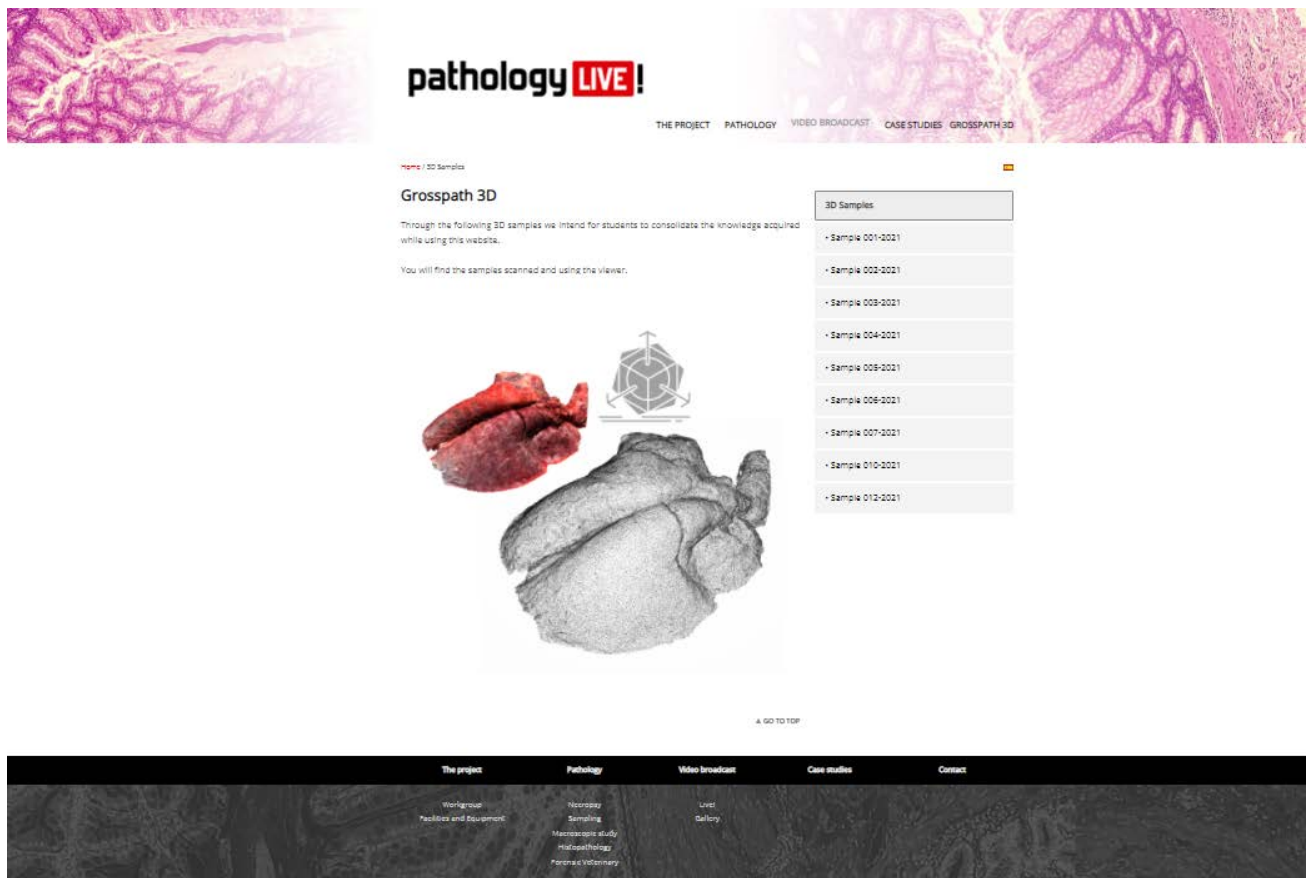 pathology LIVE !
THE PROJECT PATHOLOGY VIDEO BROADCAST CASE STUDIES GROSSPATH 3D
Home / 3D Samples
Grosspath 3D
Through the following 3D samples we intend for students to consolidate the knowledge acquired
while using this website.
You will find the samples scanned and using the viewer.
▲ GO TO TOP
3D Samples
• Sample 001-2021
• Sample 002-2021
• Sample 003-2021
• Sample 004-2021
• Sample 005-2021
• Sample 006-2021
• Sample 007-2021
• Sample 010-2021
• Sample 012-2021
The project Pathology Video broadcast Case studies Contact
Workgroup Necropsy Live!
Facilities and Equipment Sampling Gallery
Macroscopic study
Histopathology
Forensic Veterinary